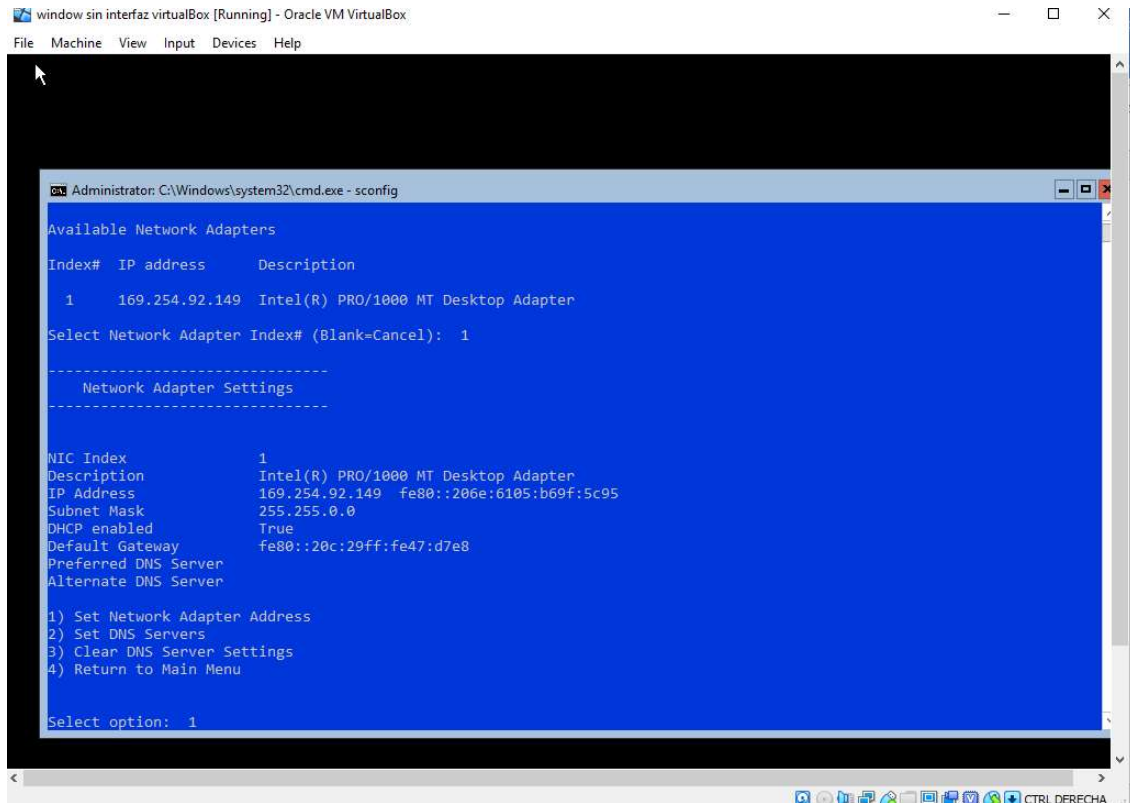 window sin interfaz virtualBox [Running] - Oracle VM VirtualBox
File Machine View Input Devices Help
Administrator: C:\Windows\system32\cmd.exe - sconfig
Available Network Adapters
Index# IP address Description
1 169.254.92.149 Intel(R) PRO/1000 MT Desktop Adapter
Select Network Adapter Index# (Blank=Cancel): 1
--------------------------------
Network Adapter Settings
--------------------------------
NIC Index 1
Description Intel(R) PRO/1000 MT Desktop Adapter
IP Address 169.254.92.149 fe80::206e:6105:b69f:5c95
Subnet Mask 255.255.0.0
DHCP enabled True
Default Gateway fe80::20c:29ff:fe47:d7e8
Preferred DNS Server
Alternate DNS Server
1) Set Network Adapter Address
2) Set DNS Servers
3) Clear DNS Server Settings
4) Return to Main Menu
Select option: 1
CTRL DERECHA